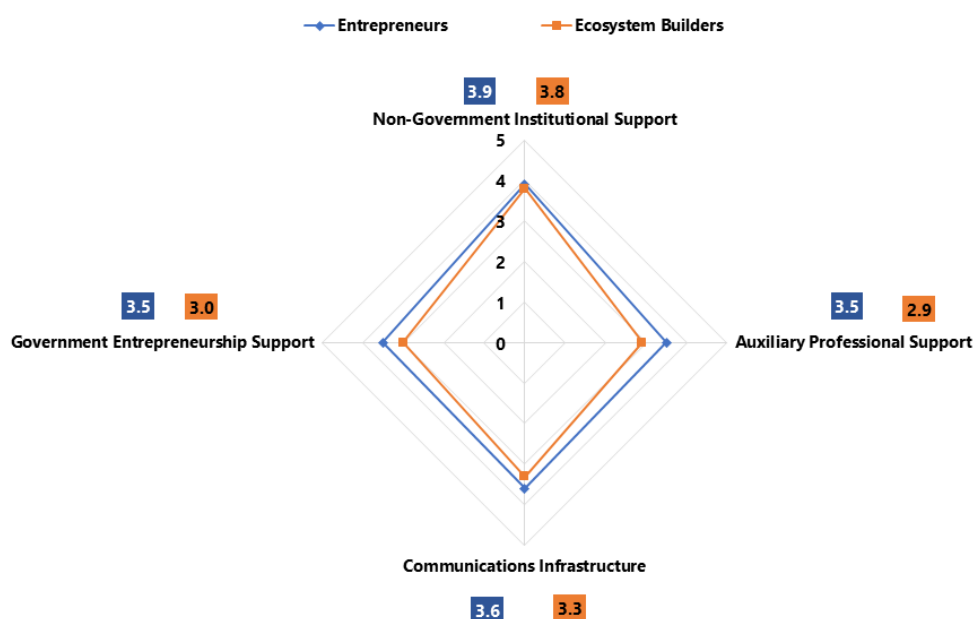 Entrepreneurs Ecosystem Builders
3.9 3.8
Non-Government Institutional Support
5
4
3
2
1
0
3.5 3.0
Government Entrepreneurship Support
3.5 2.9
Auxiliary Professional Support
Communications Infrastructure
3.6 3.3